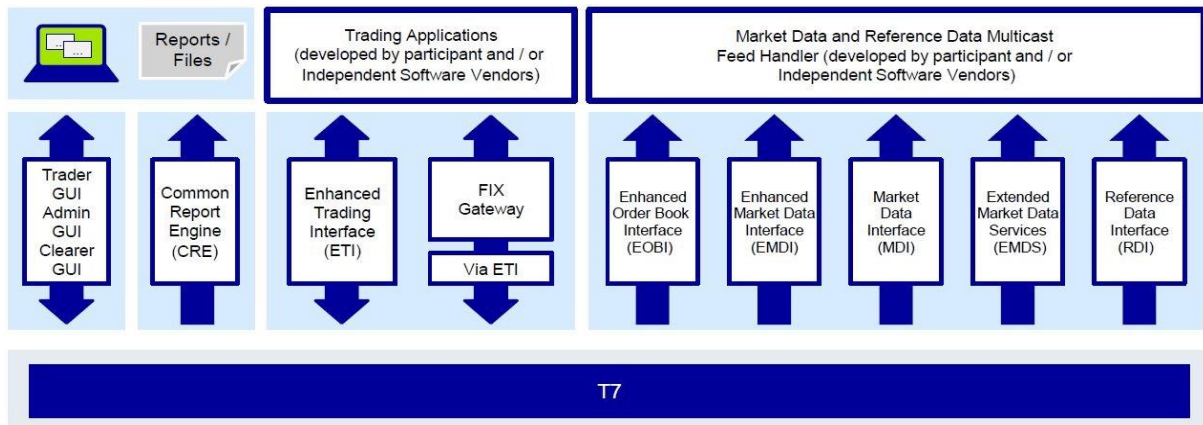 ...
...
Reports /
Files
Trading Applications
(developed by participant and / or
Independent Software Vendors)
Market Data and Reference Data Multicast
Feed Handler (developed by participant and / or
Independent Software Vendors)
Trader
GUI
Admin
GUI
Clearer
GUI
Common
Report
Engine
(CRE)
Enhanced
Trading
Interface
(ETI)
FIX
Gateway
Via ETI
Enhanced
Order Book
Interface
(EOBI)
Enhanced
Market Data
Interface
(EMDI)
Market
Data
Interface
(MDI)
Extended
Market Data
Services
(EMDS)
Reference
Data
Interface
(RDI)
T7